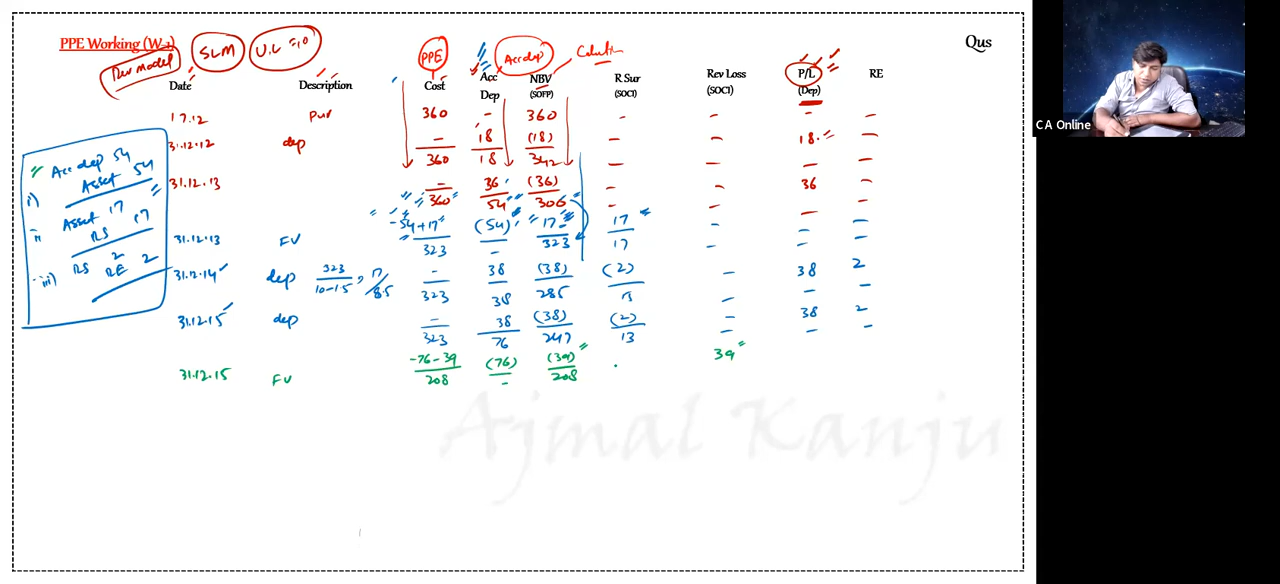 PPE Working (W-1)
Rev model SLM U.L = 10
Qus
PPE Acc dep
Date Description Cost Acc Dep NBV (SOFP) R Sur (SOCI) Rev Loss (SOCI) P/L (Dep) RE
1.7.12 pur 360 - 360 - - - -
31.12.12 dep - 18 (18) - - 18 -
360 18 342 - - - -
31.12.13 - 36 (36) - - 36 -
360 54 306 - - - -
-54+17 (54) 17 17 - - -
31.12.13 FV 323 - 323 17 - - -
31.12.14 dep 323 / 10-1.5 - 38 (38) (2) - 38 2
8.5 323 38 285 - - -
31.12.15 dep - 38 (38) (2) - 38 2
323 76 247 13 - - -
-76-39 (76) (39) 39
31.12.15 FV 208 - 208
i) Acc dep 54
Asset 54
ii Asset 17
RS 17
iii) RS 2
RE 2
Ajmal Kanju
C A Online